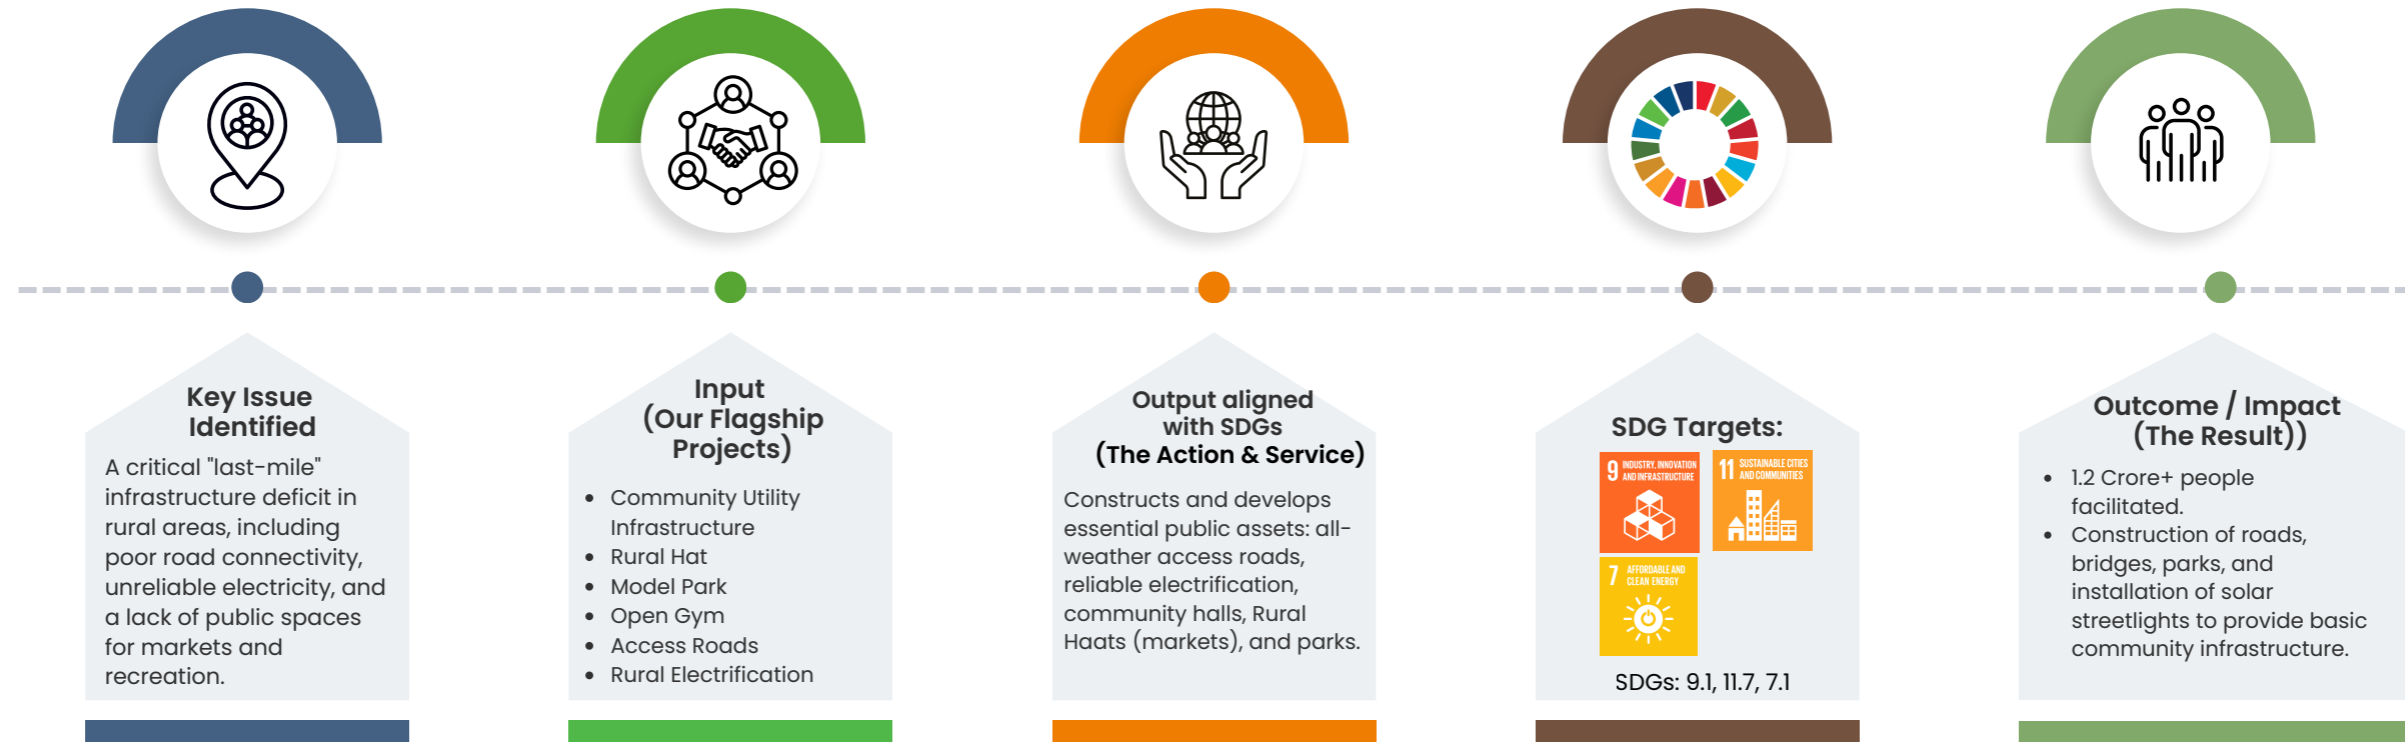 Key Issue
Identified
A critical "last-mile"
infrastructure deficit in
rural areas, including
poor road connectivity,
unreliable electricity, and
a lack of public spaces
for markets and
recreation.
Input
(Our Flagship
Projects)
• Community Utility
Infrastructure
• Rural Hat
• Model Park
• Open Gym
• Access Roads
• Rural Electrification
Output aligned
with SDGs
(The Action & Service)
Constructs and develops
essential public assets: all-
weather access roads,
reliable electrification,
community halls, Rural
Haats (markets), and parks.
SDG Targets:
9 INDUSTRY, INNOVATION
AND INFRASTRUCTURE
11 SUSTAINABLE CITIES
AND COMMUNITIES
7 AFFORDABLE AND
CLEAN ENERGY
SDGs: 9.1, 11.7, 7.1
Outcome / Impact
(The Result))
• 1.2 Crore+ people
facilitated.
• Construction of roads,
bridges, parks, and
installation of solar
streetlights to provide basic
community infrastructure.